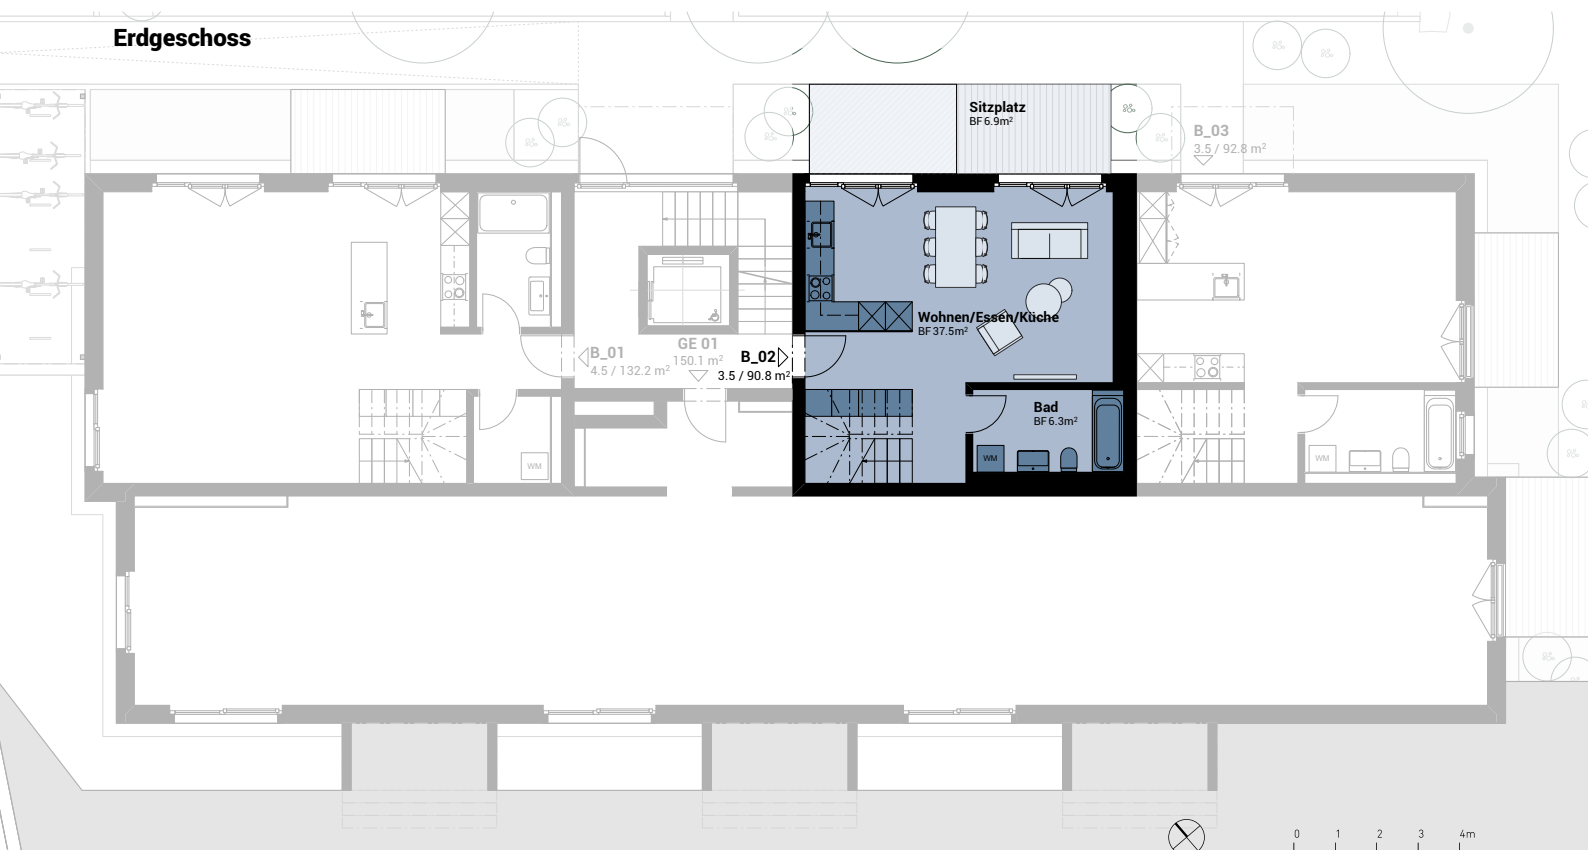 Erdgeschoss
Sitzplatz
BF 6.9m²
B_03
3.5 / 92.8 m²
Wohnen/Essen/Küche
BF 37.5m²
B_01
4.5 / 132.2 m²
GE 01
150.1 m²
B_02
3.5 / 90.8 m²
Bad
BF 6.3m²
WM
WM
WM
0 1 2 3 4m